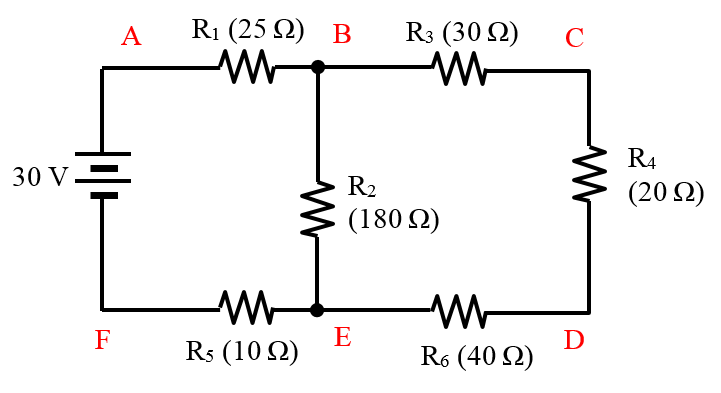 A
R₁ (25 Ω)
B
R₃ (30 Ω)
C
30 V
R₂
(180 Ω)
R₄
(20 Ω)
F
R₅ (10 Ω)
E
R₆ (40 Ω)
D